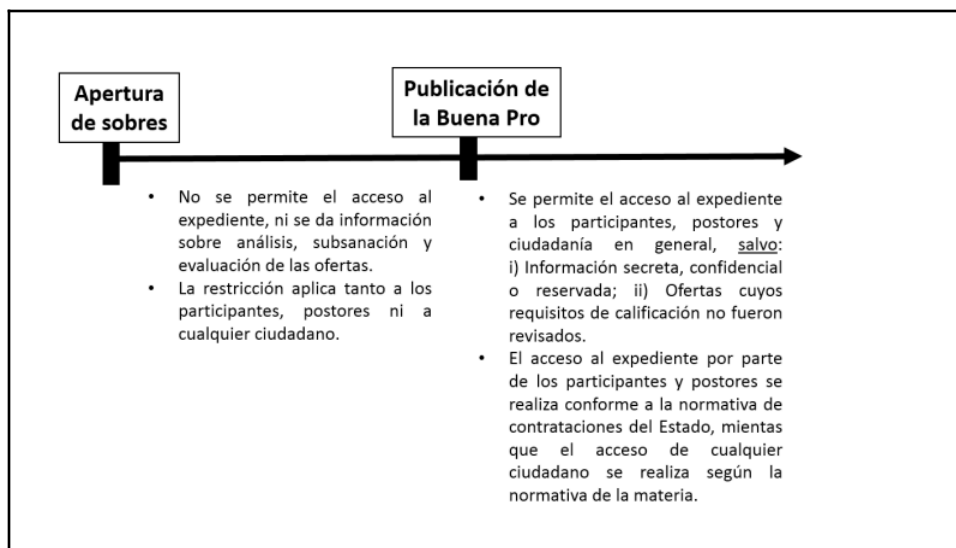 Apertura
de sobres
Publicación de
la Buena Pro
• No se permite el acceso al
expediente, ni se da información
sobre análisis, subsanación y
evaluación de las ofertas.
• La restricción aplica tanto a los
participantes, postores ni a
cualquier ciudadano.
• Se permite el acceso al expediente
a los participantes, postores y
ciudadanía en general, salvo:
i) Información secreta, confidencial
o reservada; ii) Ofertas cuyos
requisitos de calificación no fueron
revisados.
• El acceso al expediente por parte
de los participantes y postores se
realiza conforme a la normativa de
contrataciones del Estado, mientas
que el acceso de cualquier
ciudadano se realiza según la
normativa de la materia.